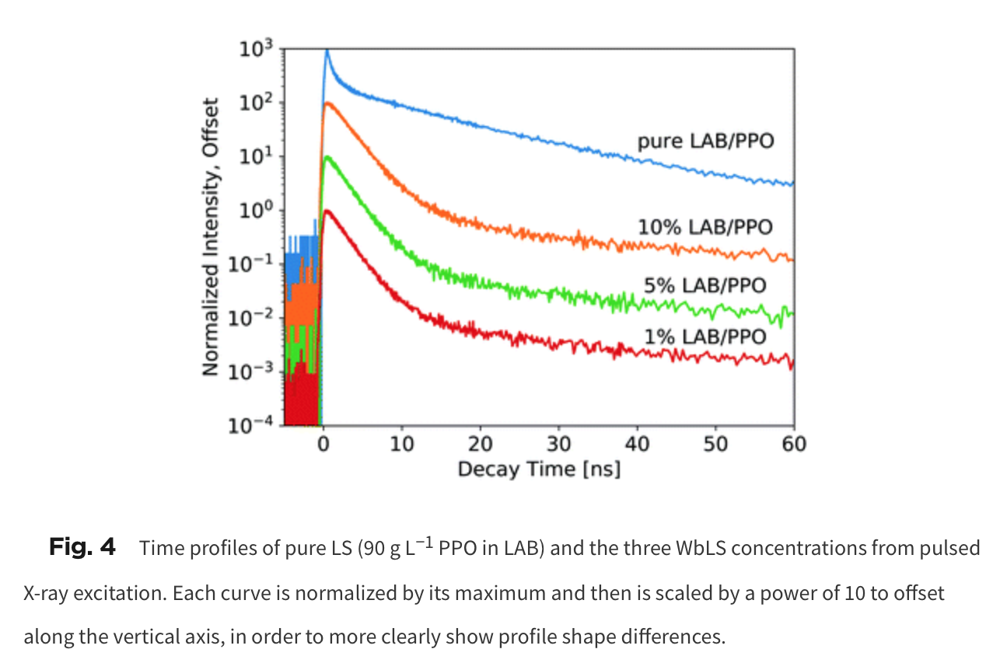 10³
10²
10¹
10⁰
10⁻¹
10⁻²
10⁻³
10⁻⁴
Normalized Intensity, Offset
pure LAB/PPO
10% LAB/PPO
5% LAB/PPO
1% LAB/PPO
0 10 20 30 40 50 60
Decay Time [ns]
Fig. 4 Time profiles of pure LS (90 g L⁻¹ PPO in LAB) and the three WbLS concentrations from pulsed
X-ray excitation. Each curve is normalized by its maximum and then is scaled by a power of 10 to offset
along the vertical axis, in order to more clearly show profile shape differences.